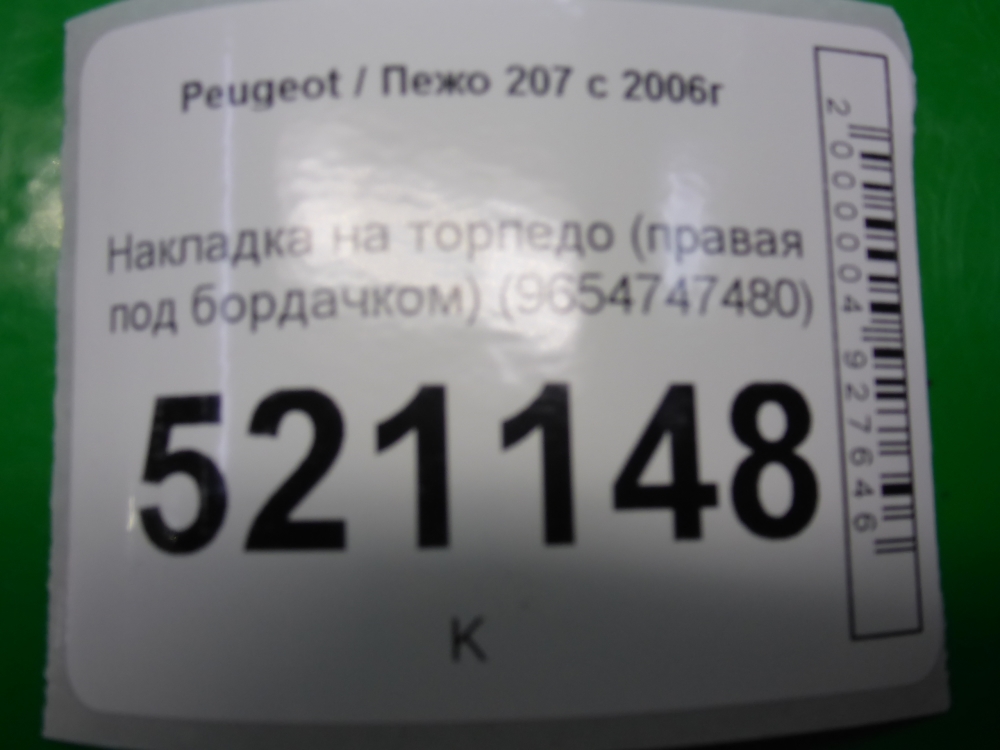 Peugeot / Пежо 207 с 2006г
Накладка на торпедо (правая
под бордачком) (9654747480)
521148
К
2000004927646